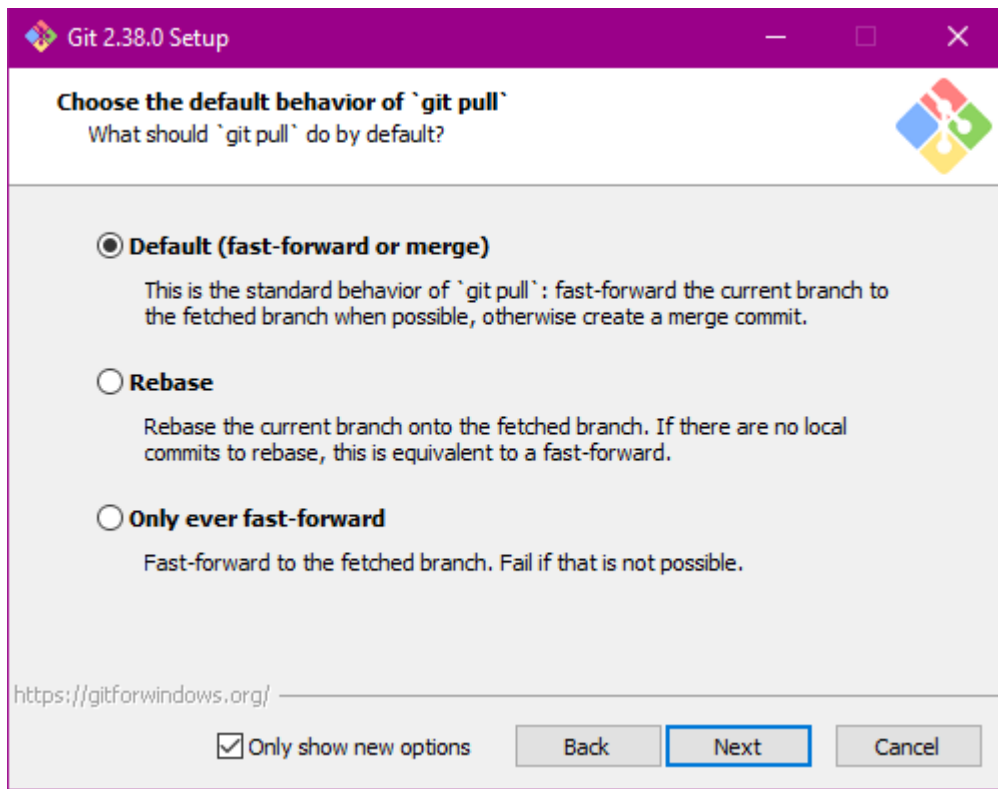 Git 2.38.0 Setup
Choose the default behavior of `git pull`
What should `git pull` do by default?
Default (fast-forward or merge)
This is the standard behavior of `git pull`: fast-forward the current branch to
the fetched branch when possible, otherwise create a merge commit.
Rebase
Rebase the current branch onto the fetched branch. If there are no local
commits to rebase, this is equivalent to a fast-forward.
Only ever fast-forward
Fast-forward to the fetched branch. Fail if that is not possible.
https://gitforwindows.org/
Only show new options Back Next Cancel